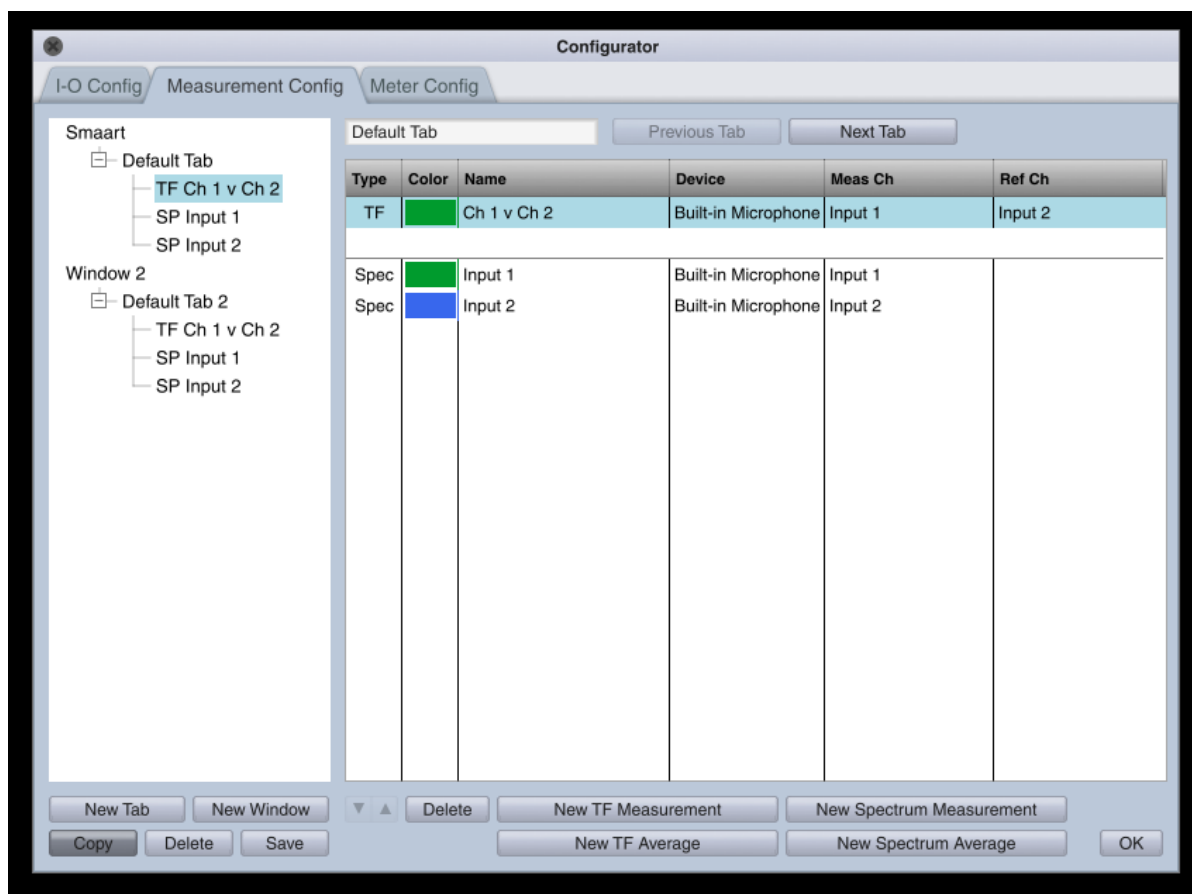 Configurator
I-O Config Measurement Config Meter Config
Smaart
Default Tab
TF Ch 1 v Ch 2
SP Input 1
SP Input 2
Window 2
Default Tab 2
TF Ch 1 v Ch 2
SP Input 1
SP Input 2
Default Tab Previous Tab Next Tab
Type Color Name Device Meas Ch Ref Ch
TF Ch 1 v Ch 2 Built-in Microphone Input 1 Input 2
Spec Input 1 Built-in Microphone Input 1
Spec Input 2 Built-in Microphone Input 2
New Tab New Window Delete New TF Measurement New Spectrum Measurement
Copy Delete Save New TF Average New Spectrum Average OK